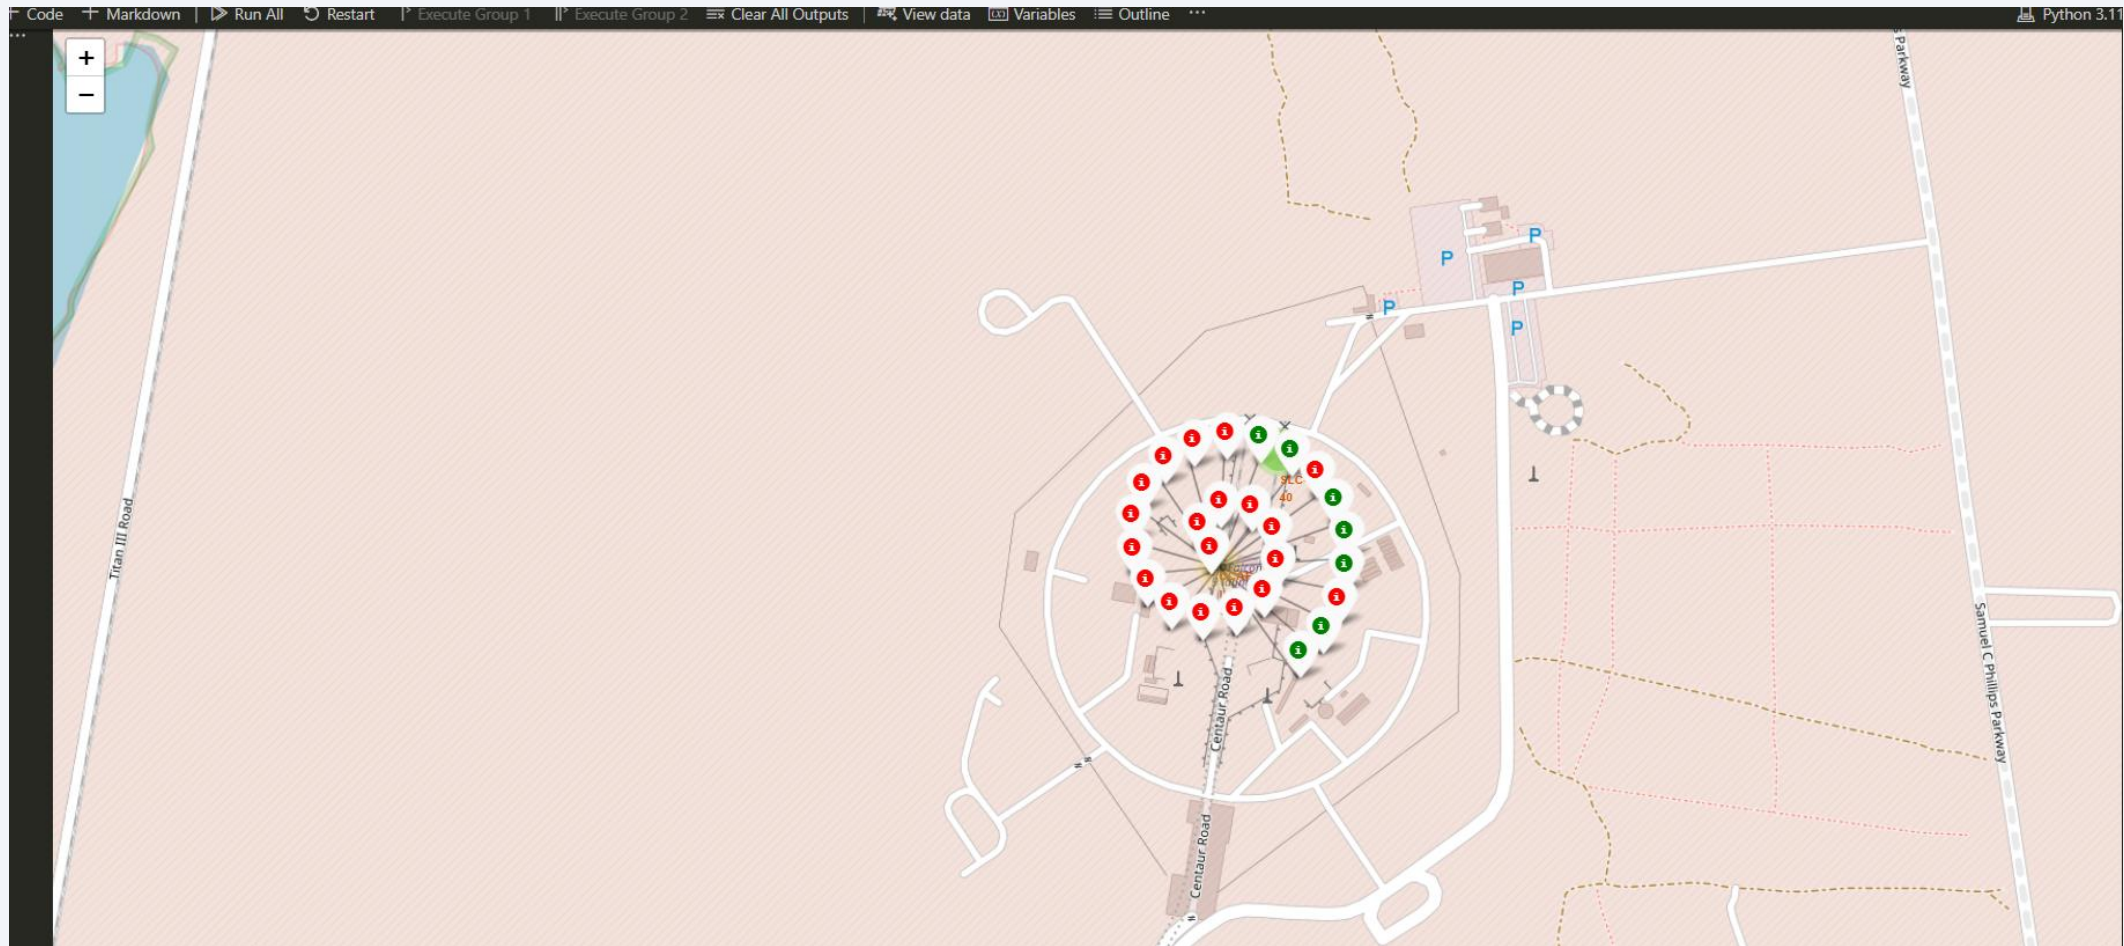 Code + Markdown | Run All Restart Execute Group 1 Execute Group 2 Clear All Outputs | View data Variables Outline ... Python 3.11
...
+
−
s Parkway
P
P
P
P
P
SLC
40
Titan III Road
Samuel C Phillips Parkway
Centaur Road
Centaur Road